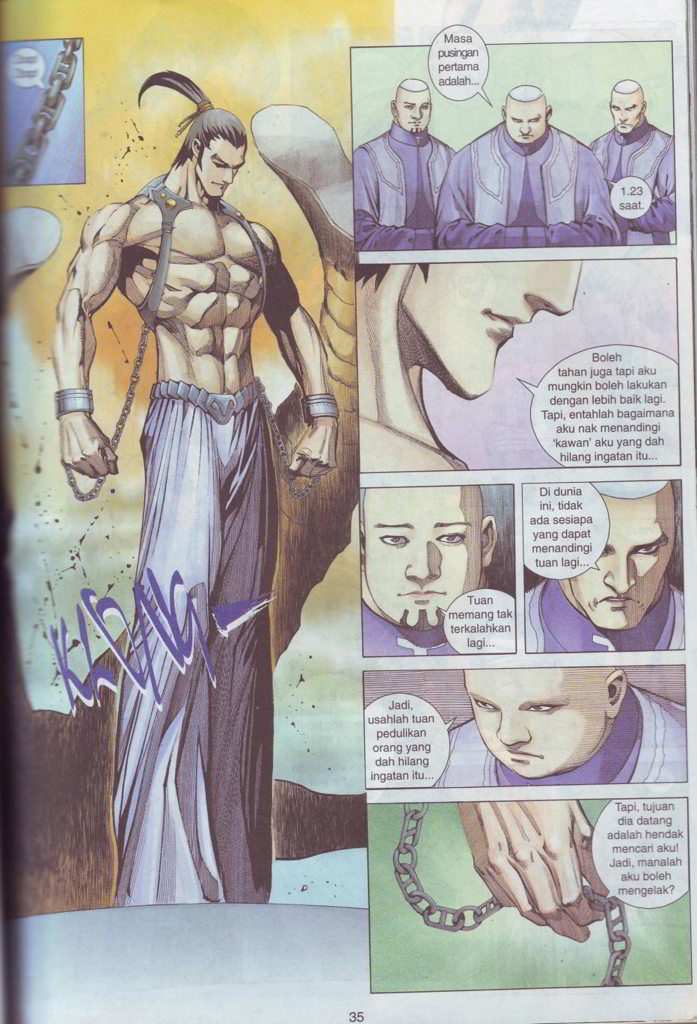 Masa
pusingan
pertama
adalah...
1.23
saat.
Boleh
tahan juga tapi aku
mungkin boleh lakukan
dengan lebih baik lagi.
Tapi, entahlah bagaimana
aku nak menandingi
‘kawan’ aku yang dah
hilang ingatan itu...
Tuan
memang tak
terkalahkan
lagi...
Di dunia
ini, tidak
ada sesiapa
yang dapat
menandingi
tuan lagi...
Jadi,
usahlah tuan
pedulikan
orang yang
dah hilang
ingatan itu...
Tapi, tujuan
dia datang
adalah hendak
mencari aku!
Jadi, manalah
aku boleh
mengelak?
KLANG
35